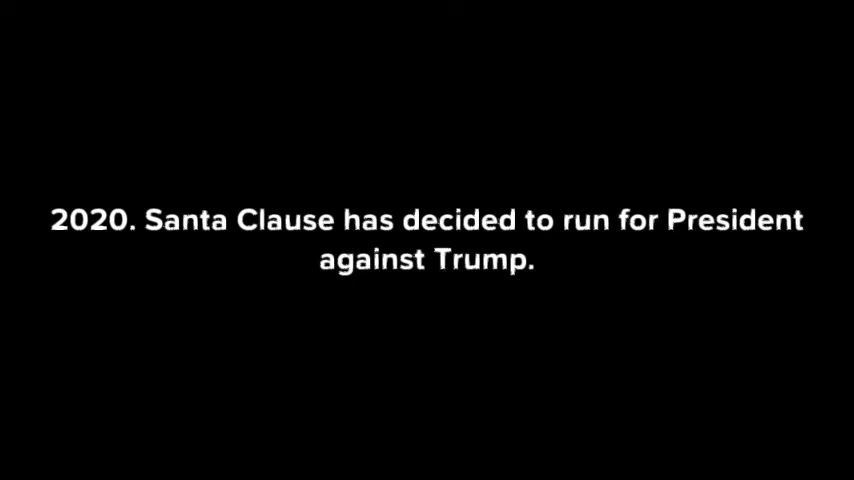 2020. Santa Clause has decided to run for President
against Trump.